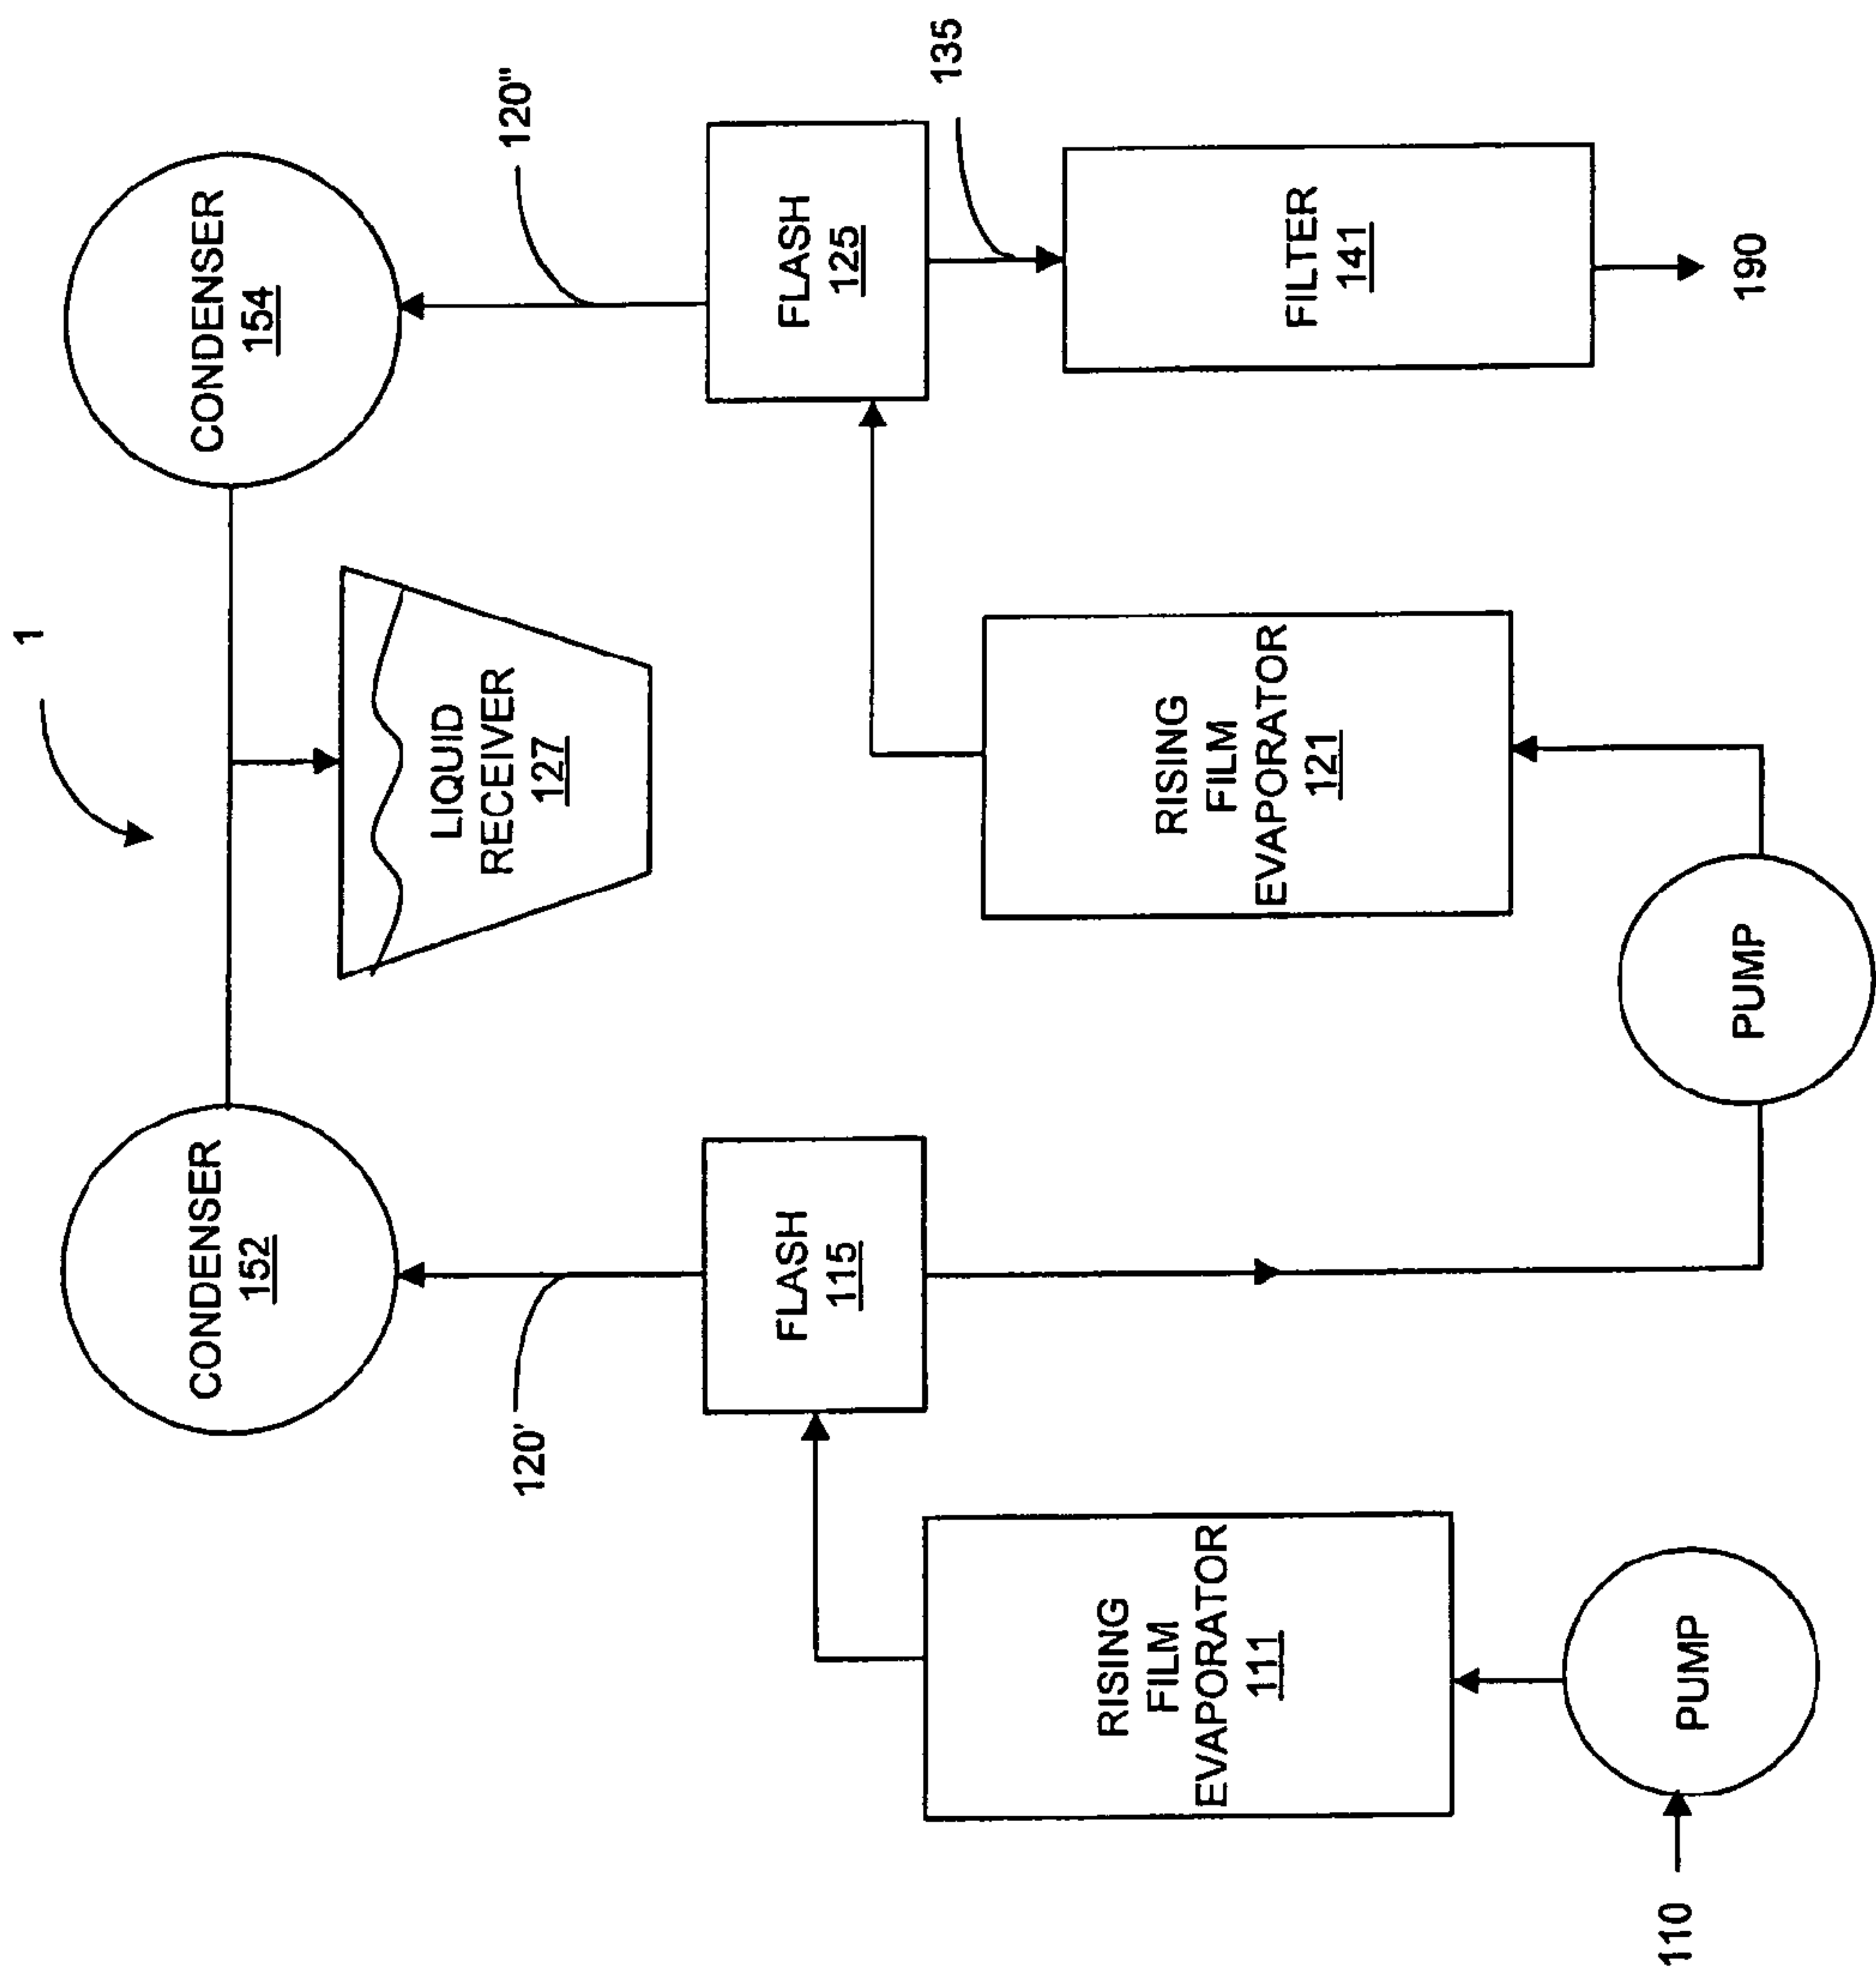 1
CONDENSER
152
CONDENSER
154
LIQUID
RECEIVER
127
120'
120"
FLASH
115
FLASH
125
135
RISING
FILM
EVAPORATOR
111
RISING
FILM
EVAPORATOR
121
FILTER
141
110
PUMP
PUMP
190